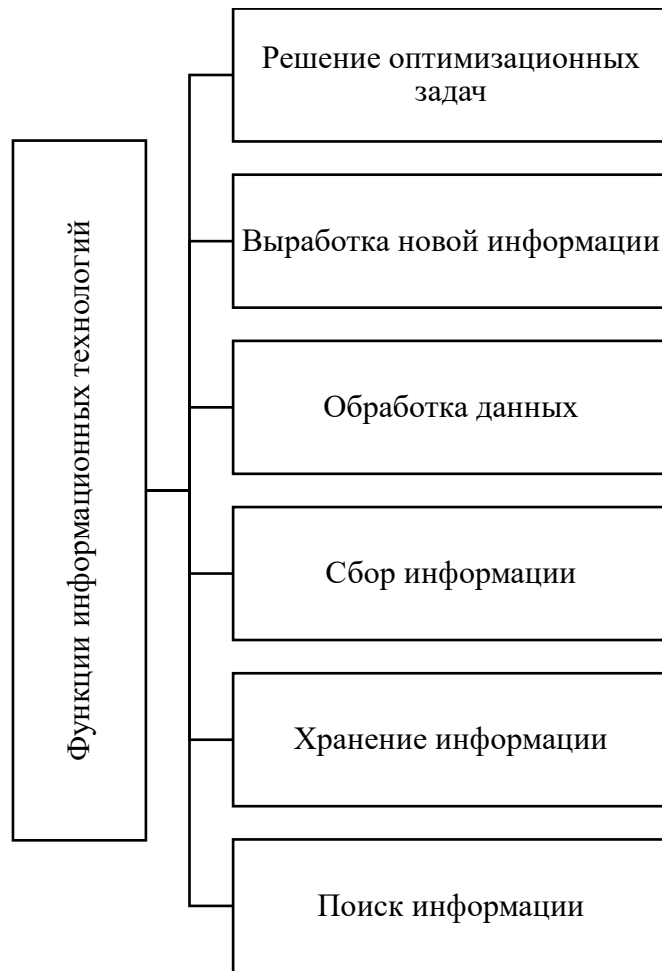 Функции информационных технологий
Решение оптимизационных
задач
Выработка новой информации
Обработка данных
Сбор информации
Хранение информации
Поиск информации